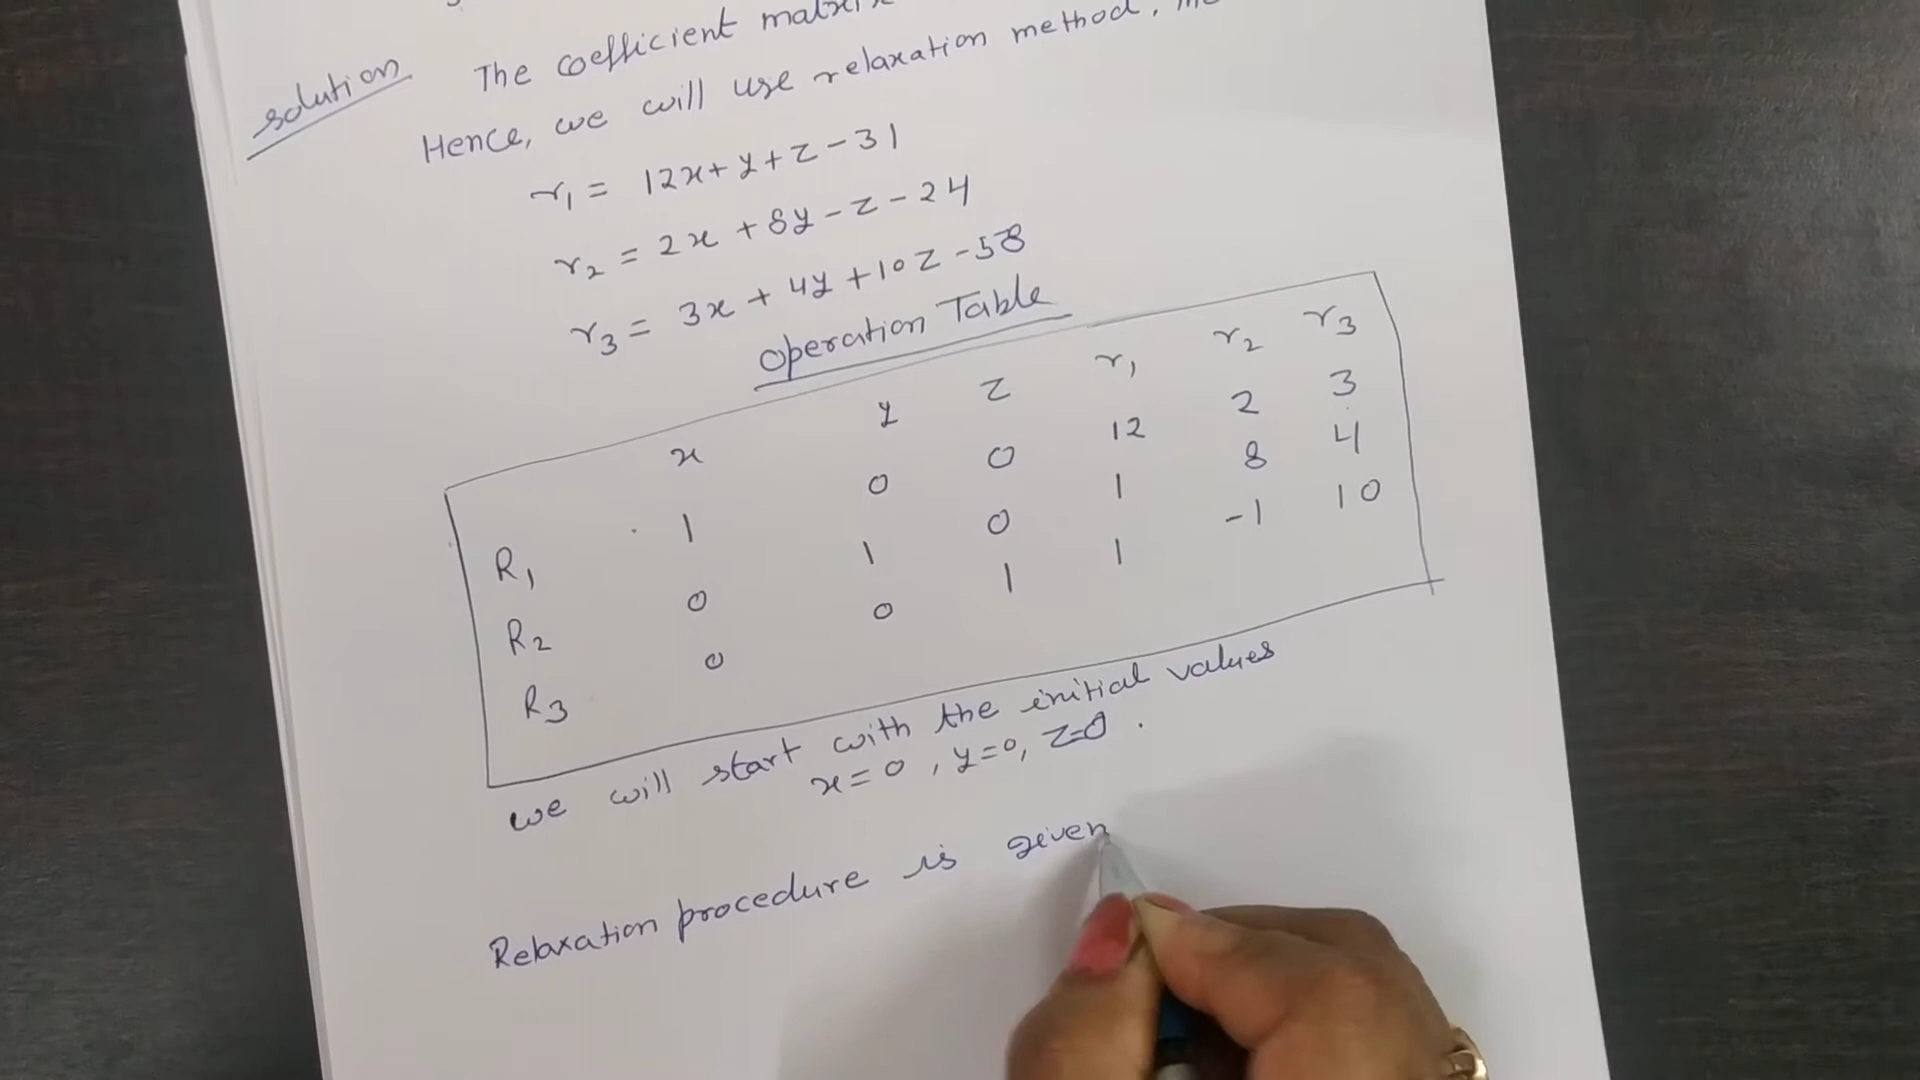 solution The coefficient matrix
Hence, we will use relaxation method,
r1 = 12x + y + z - 31
r2 = 2x + 8y - z - 24
r3 = 3x + 4y + 10z - 58
Operation Table
x y z r1 r2 r3
R1 1 0 0 12 2 3
R2 0 1 0 1 8 4
R3 0 0 1 1 -1 10
we will start with the initial values
x = 0, y = 0, z = 0.
Relaxation procedure is given